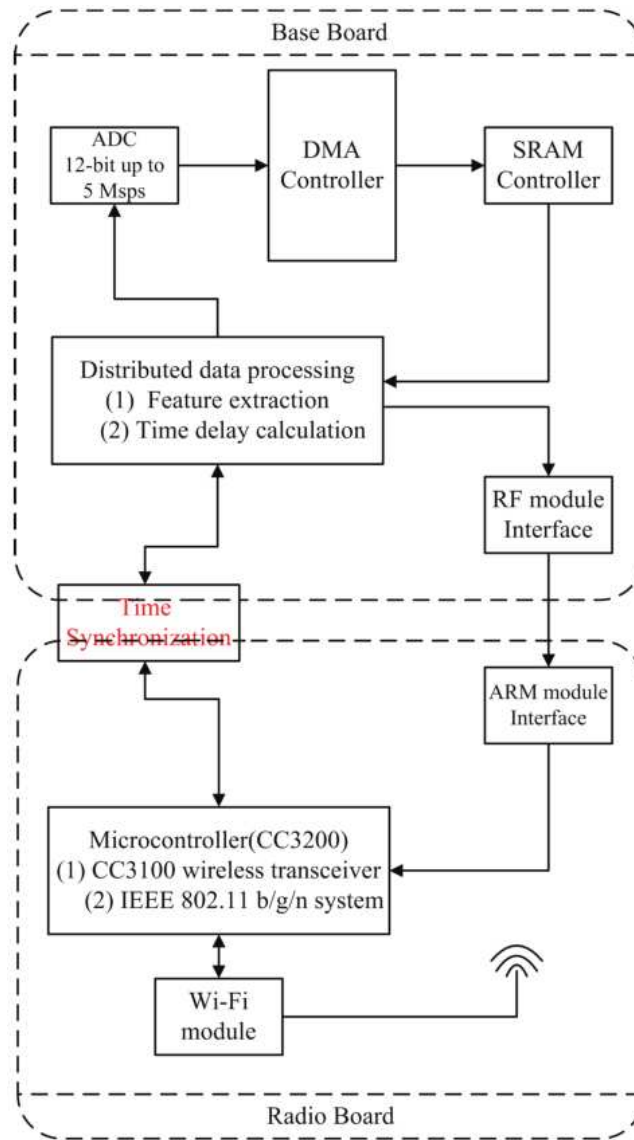 Base Board
ADC
12-bit up to
5 Msps
DMA
Controller
SRAM
Controller
Distributed data processing
(1) Feature extraction
(2) Time delay calculation
RF module
Interface
Time
Synchronization
ARM module
Interface
Microcontroller(CC3200)
(1) CC3100 wireless transceiver
(2) IEEE 802.11 b/g/n system
Wi-Fi
module
Radio Board